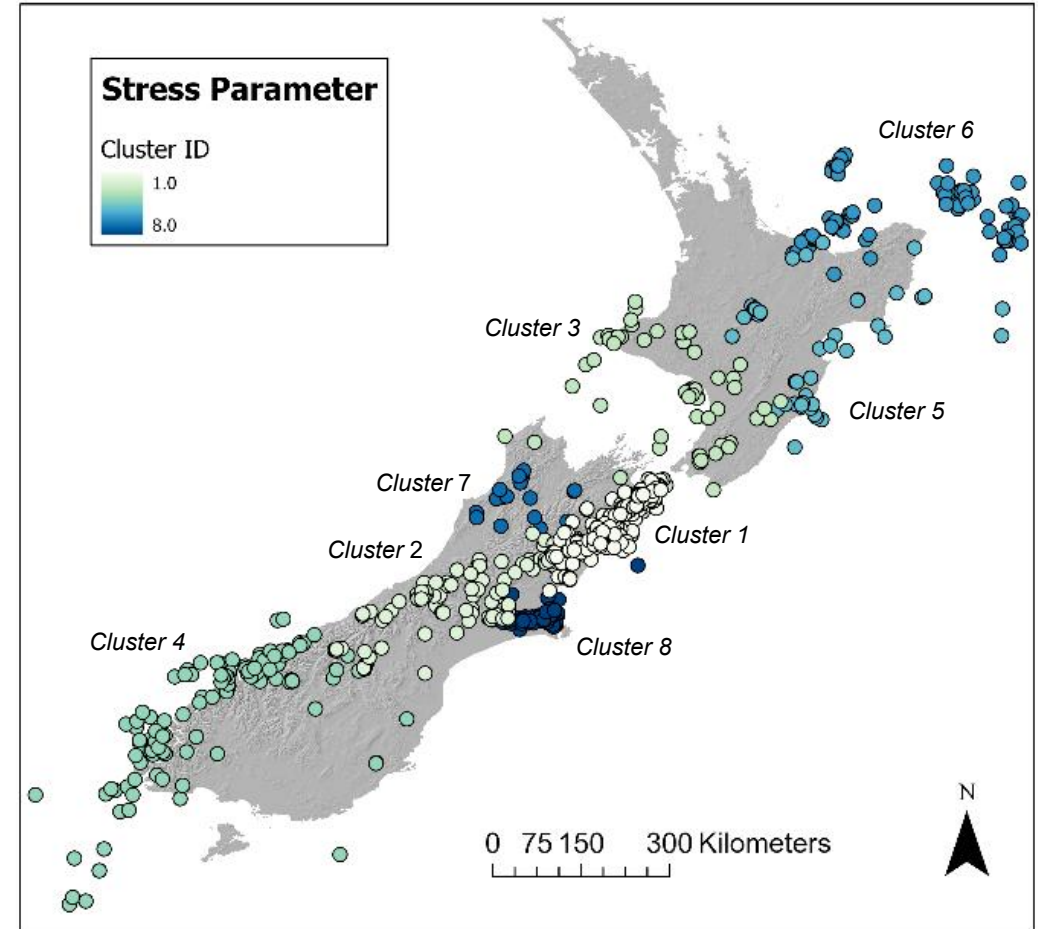 Stress Parameter
Cluster ID
1.0
8.0
Cluster 6
Cluster 3
Cluster 5
Cluster 7
Cluster 1
Cluster 2
Cluster 4
Cluster 8
N
0 75 150 300 Kilometers